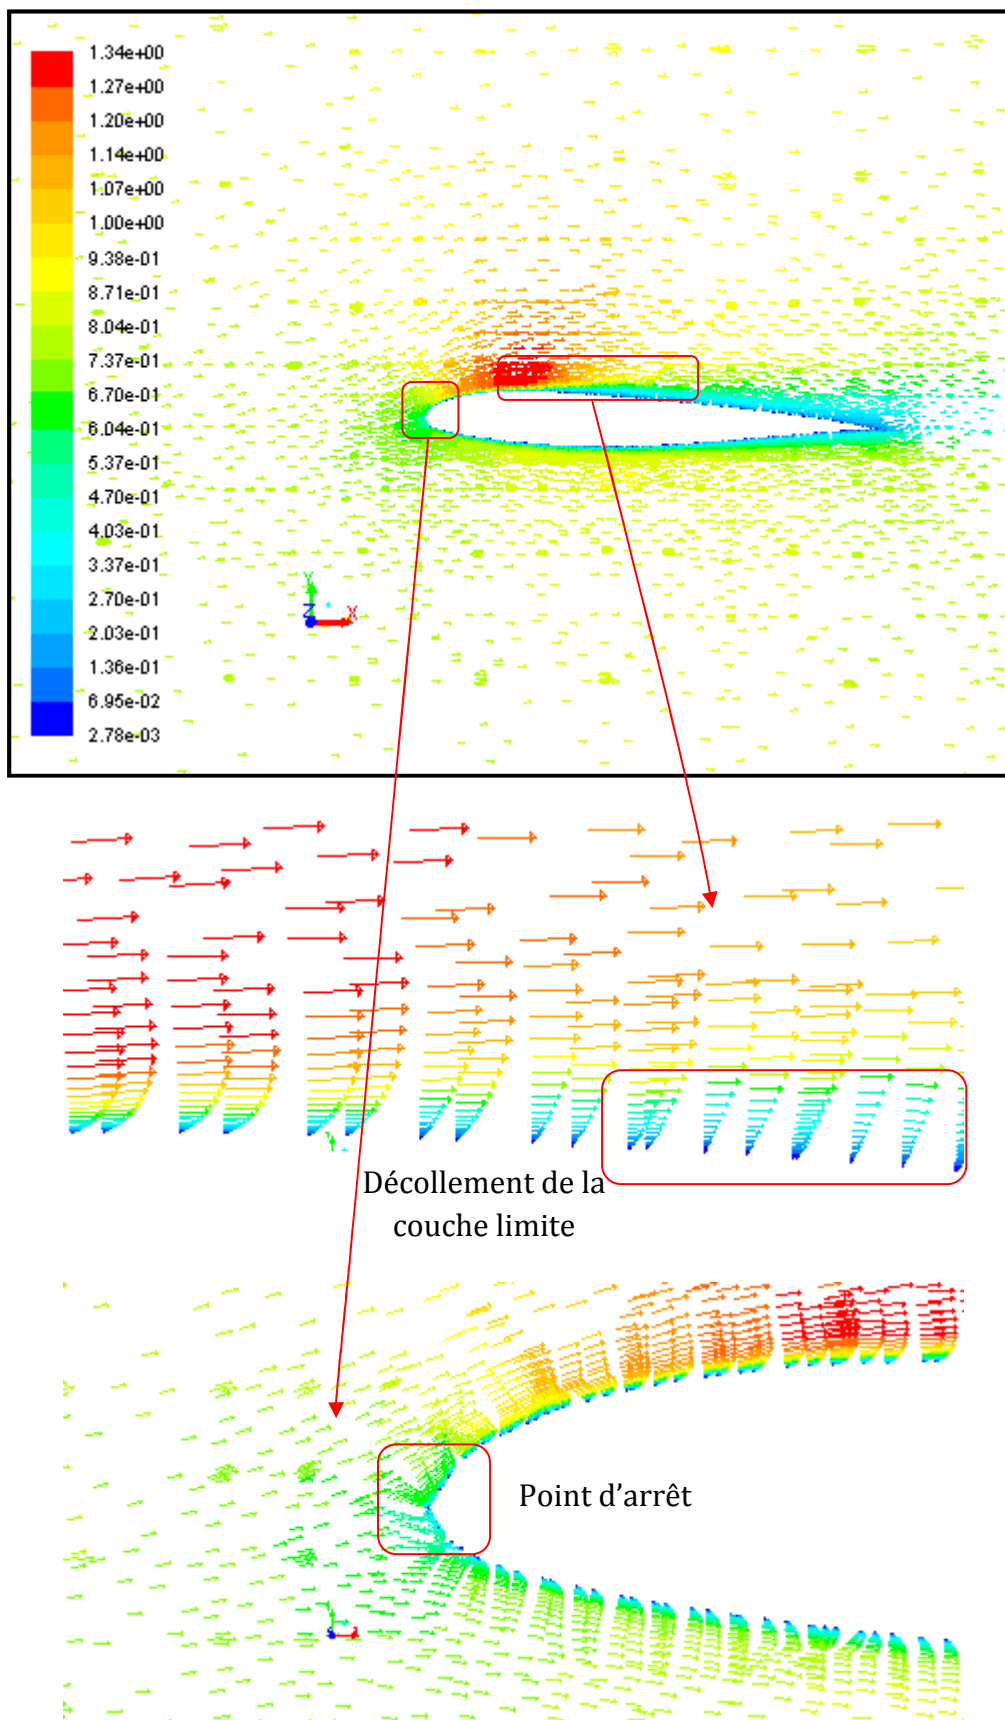 1.34e+00
1.27e+00
1.20e+00
1.14e+00
1.07e+00
1.00e+00
9.38e-01
8.71e-01
8.04e-01
7.37e-01
6.70e-01
6.04e-01
5.37e-01
4.70e-01
4.03e-01
3.37e-01
2.70e-01
2.03e-01
1.36e-01
6.95e-02
2.78e-03
Y
Z X
Décollement de la
couche limite
Point d’arrêt